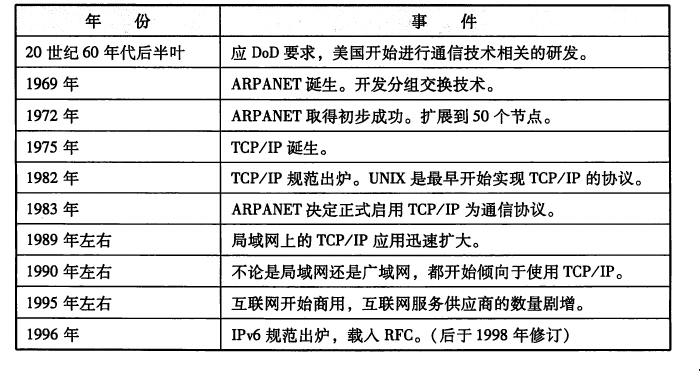 年 份 事 件
20 世纪 60 年代后半叶 应 DoD 要求，美国开始进行通信技术相关的研发。
1969 年 ARPANET 诞生。开发分组交换技术。
1972 年 ARPANET 取得初步成功。扩展到 50 个节点。
1975 年 TCP/IP 诞生。
1982 年 TCP/IP 规范出炉。UNIX 是最早开始实现 TCP/IP 的协议。
1983 年 ARPANET 决定正式启用 TCP/IP 为通信协议。
1989 年左右 局域网上的 TCP/IP 应用迅速扩大。
1990 年左右 不论是局域网还是广域网，都开始倾向于使用 TCP/IP。
1995 年左右 互联网开始商用，互联网服务供应商的数量剧增。
1996 年 IPv6 规范出炉，载入 RFC。（后于 1998 年修订）